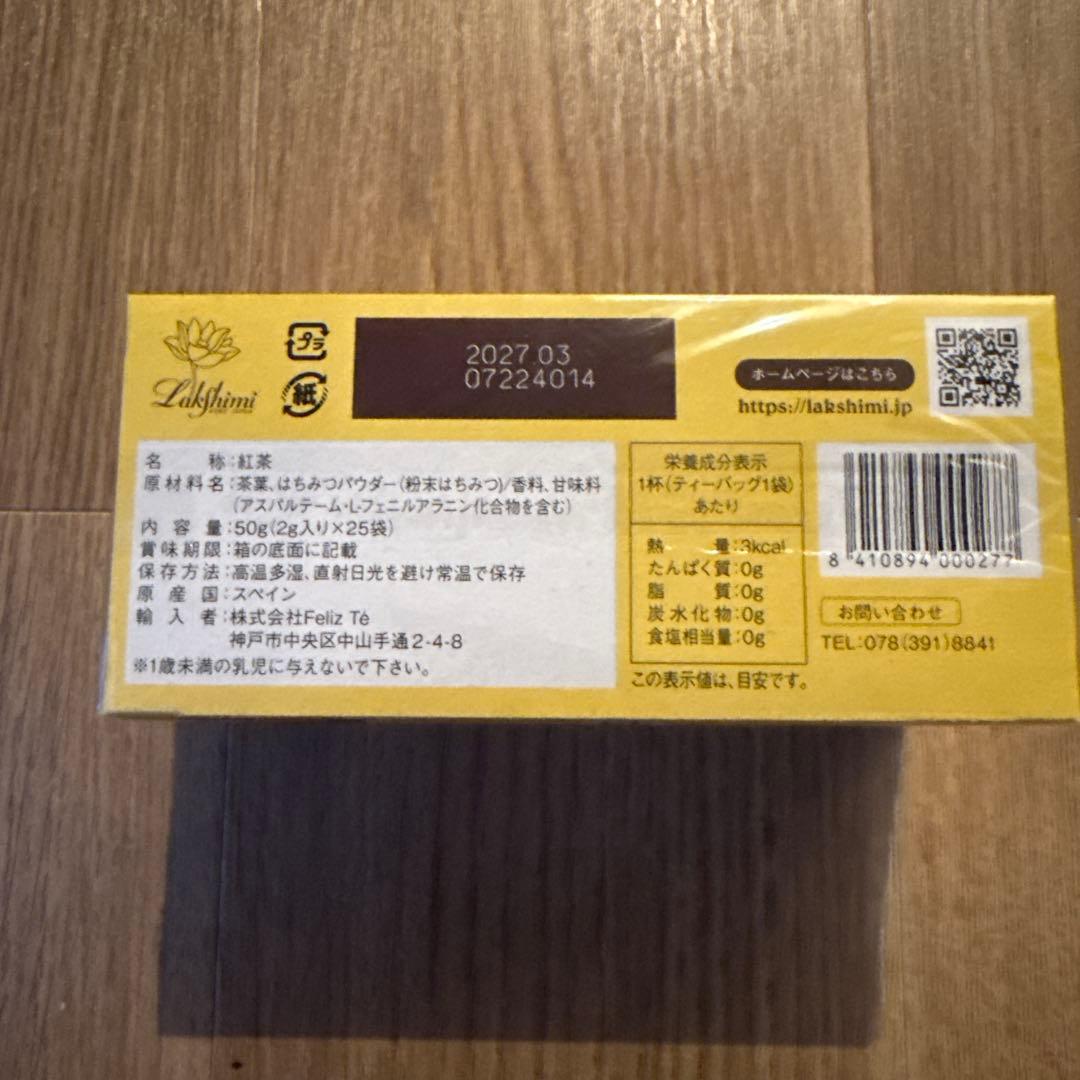 Lakshimi
プラ
紙
2027.03
07224014
ホームページはこちら
https://lakshimi.jp
名　　称：紅茶
原材料名：茶葉、はちみつパウダー（粉末はちみつ）/香料、甘味料
（アスパルテーム・L-フェニルアラニン化合物を含む）
内容量：50g（2g入り×25袋）
賞味期限：箱の底面に記載
保存方法：高温多湿、直射日光を避け常温で保存
原産国：スペイン
輸入者：株式会社Feliz Té
神戸市中央区中山手通2-4-8
※1歳未満の乳児に与えないで下さい。
栄養成分表示
1杯（ティーバッグ1袋）
あたり
熱　　量：3kcal
たんぱく質：0g
脂　　質：0g
炭水化物：0g
食塩相当量：0g
この表示値は、目安です。
8 410894 000277
お問い合わせ
TEL：078（391）8841